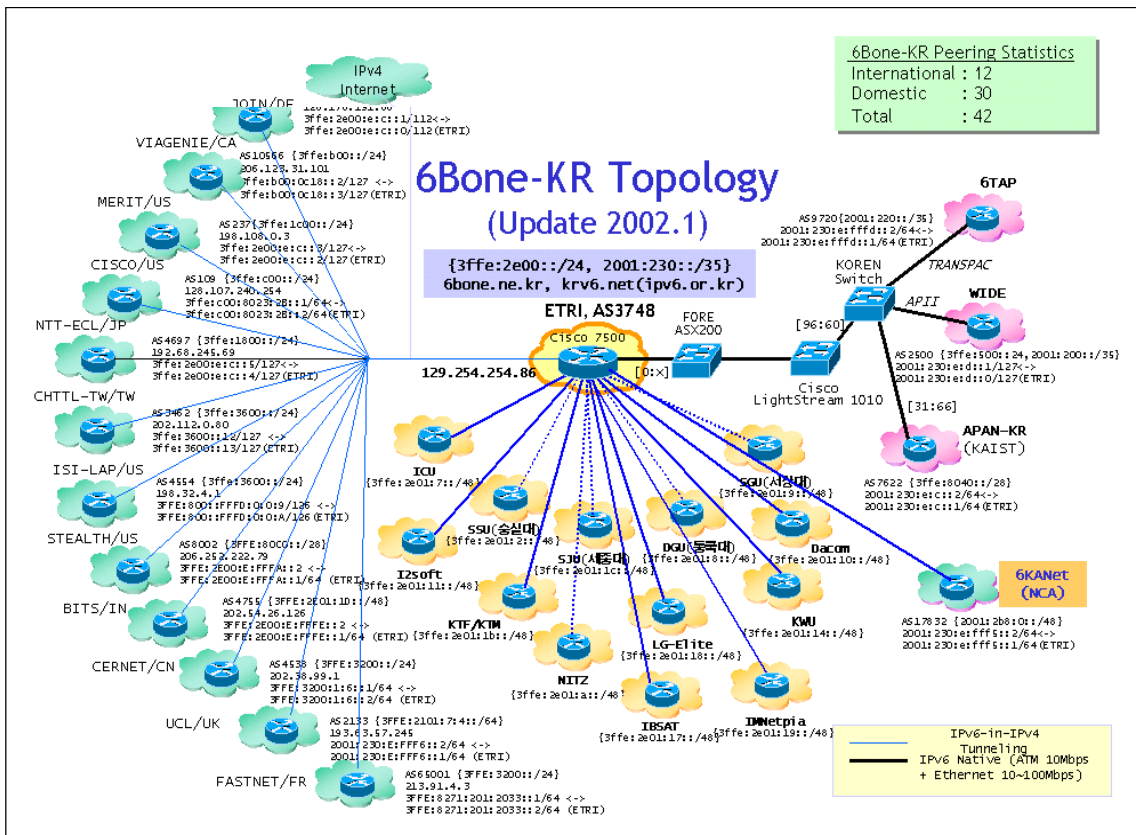 6Bone-KR Peering Statistics
International : 12
Domestic : 30
Total : 42
IPv4
Internet
JOIN/DE
3ffe:2e00:e:c::1/112<->
3ffe:2e00:e:c::0/112(ETRI)
VIAGENIE/CA
AS10566 {3ffe:b00::/24}
206.123.31.101
3ffe:b00:0c18::2/127 <->
3ffe:b00:0c18::3/127(ETRI)
MERIT/US
AS237{3ffe:1c00::/24}
198.108.0.3
3ffe:2e00:e:c::3/127<->
3ffe:2e00:e:c::2/127(ETRI)
CISCO/US
AS109 {3ffe:c00::/24}
128.107.240.254
3ffe:c00:8023:2B::1/64<->
3ffe:c00:8023:2B::2/64(ETRI)
NTT-ECL/JP
AS4697 {3ffe:1800::/24}
192.68.245.69
3ffe:2e00:e:c::5/127<->
3ffe:2e00:e:c::4/127(ETRI)
CHTTL-TW/TW
AS3462 {3ffe:3600::/24}
202.112.0.80
3ffe:3600::12/127 <->
3ffe:3600::13/127(ETRI)
ISI-LAP/US
AS4554 {3ffe:3600::/24}
198.32.4.1
3FFE:800::FFFD:0:0:9/126 <->
3FFE:800::FFFD:0:0:A/126(ETRI)
STEALTH/US
AS8002 {3FFE:80C0::/28}
206.252.222.79
3FFE:2E00:E:FFFA::2 <->
3FFE:2E00:E:FFFA::1/64 (ETRI)
BITS/IN
AS4755 {3FFE:2E01:1D::/48}
202.54.26.126
3FFE:2E00:E:FFFE::2 <->
3FFE:2E00:E:FFFE::1/64 (ETRI)
CERNET/CN
AS4538 {3FFE:3200::/24}
202.38.99.1
3FFE:3200:1:6::1/64 <->
3FFE:3200:1:6::2/64 (ETRI)
UCL/UK
AS2133 {3FFE:2101:7:4::/64}
193.63.57.245
2001:230:E:FFF6::2/64 <->
2001:230:E:FFF6::1/64 (ETRI)
FASTNET/FR
AS65001 {3FFE:3200::/24}
213.91.4.3
3FFE:8271:201:2033::1/64 <->
3FFE:8271:201:2033::2/64 (ETRI)
6Bone-KR Topology
(Update 2002.1)
{3ffe:2e00::/24, 2001:230::/35}
6bone.ne.kr, krv6.net(ipv6.or.kr)
ETRI, AS3748
Cisco 7500
129.254.254.86
[0:x]
FORE
ASX200
Cisco
LightStream 1010
[96:60]
KOREN
Switch
TRANSPAC
APII
[31:66]
6TAP
AS9720{2001:220::/35}
2001:230:e:fffd::2/64<->
2001:230:e:fffd::1/64(ETRI)
WIDE
AS2500 {3ffe:500::24,2001:200::/35}
2001:230:e:d::1/127<->
2001:230:e:d::0/127(ETRI)
APAN-KR
(KAIST)
AS7622 {3ffe:8040::/28}
2001:230:e:c::2/64<->
2001:230:e:c::1/64(ETRI)
6KANet
(NCA)
AS17832 {2001:2b8:0::/48}
2001:230:e:fff5::2/64<->
2001:230:e:fff5::1/64(ETRI)
ICU
{3ffe:2e01:7::/48}
SSU(숭실대)
{3ffe:2e01:2::/48}
SJU(세종대)
{3ffe:2e01:1c::/48}
DGU(동국대)
{3ffe:2e01:8::/48}
SGU(서강대)
{3ffe:2e01:9::/48}
Dacom
{3ffe:2e01:10::/48}
I2soft
{3ffe:2e01:11::/48}
KTF/KTM
{3ffe:2e01:1b::/48}
NITZ
{3ffe:2e01:a::/48}
LG-Elite
{3ffe:2e01:18::/48}
KWU
{3ffe:2e01:14::/48}
IBSAT
{3ffe:2e01:17::/48}
IMNetpia
{3ffe:2e01:19::/48}
IPv6-in-IPv4
Tunneling
IPv6 Native (ATM 10Mbps
+ Ethernet 10~100Mbps)